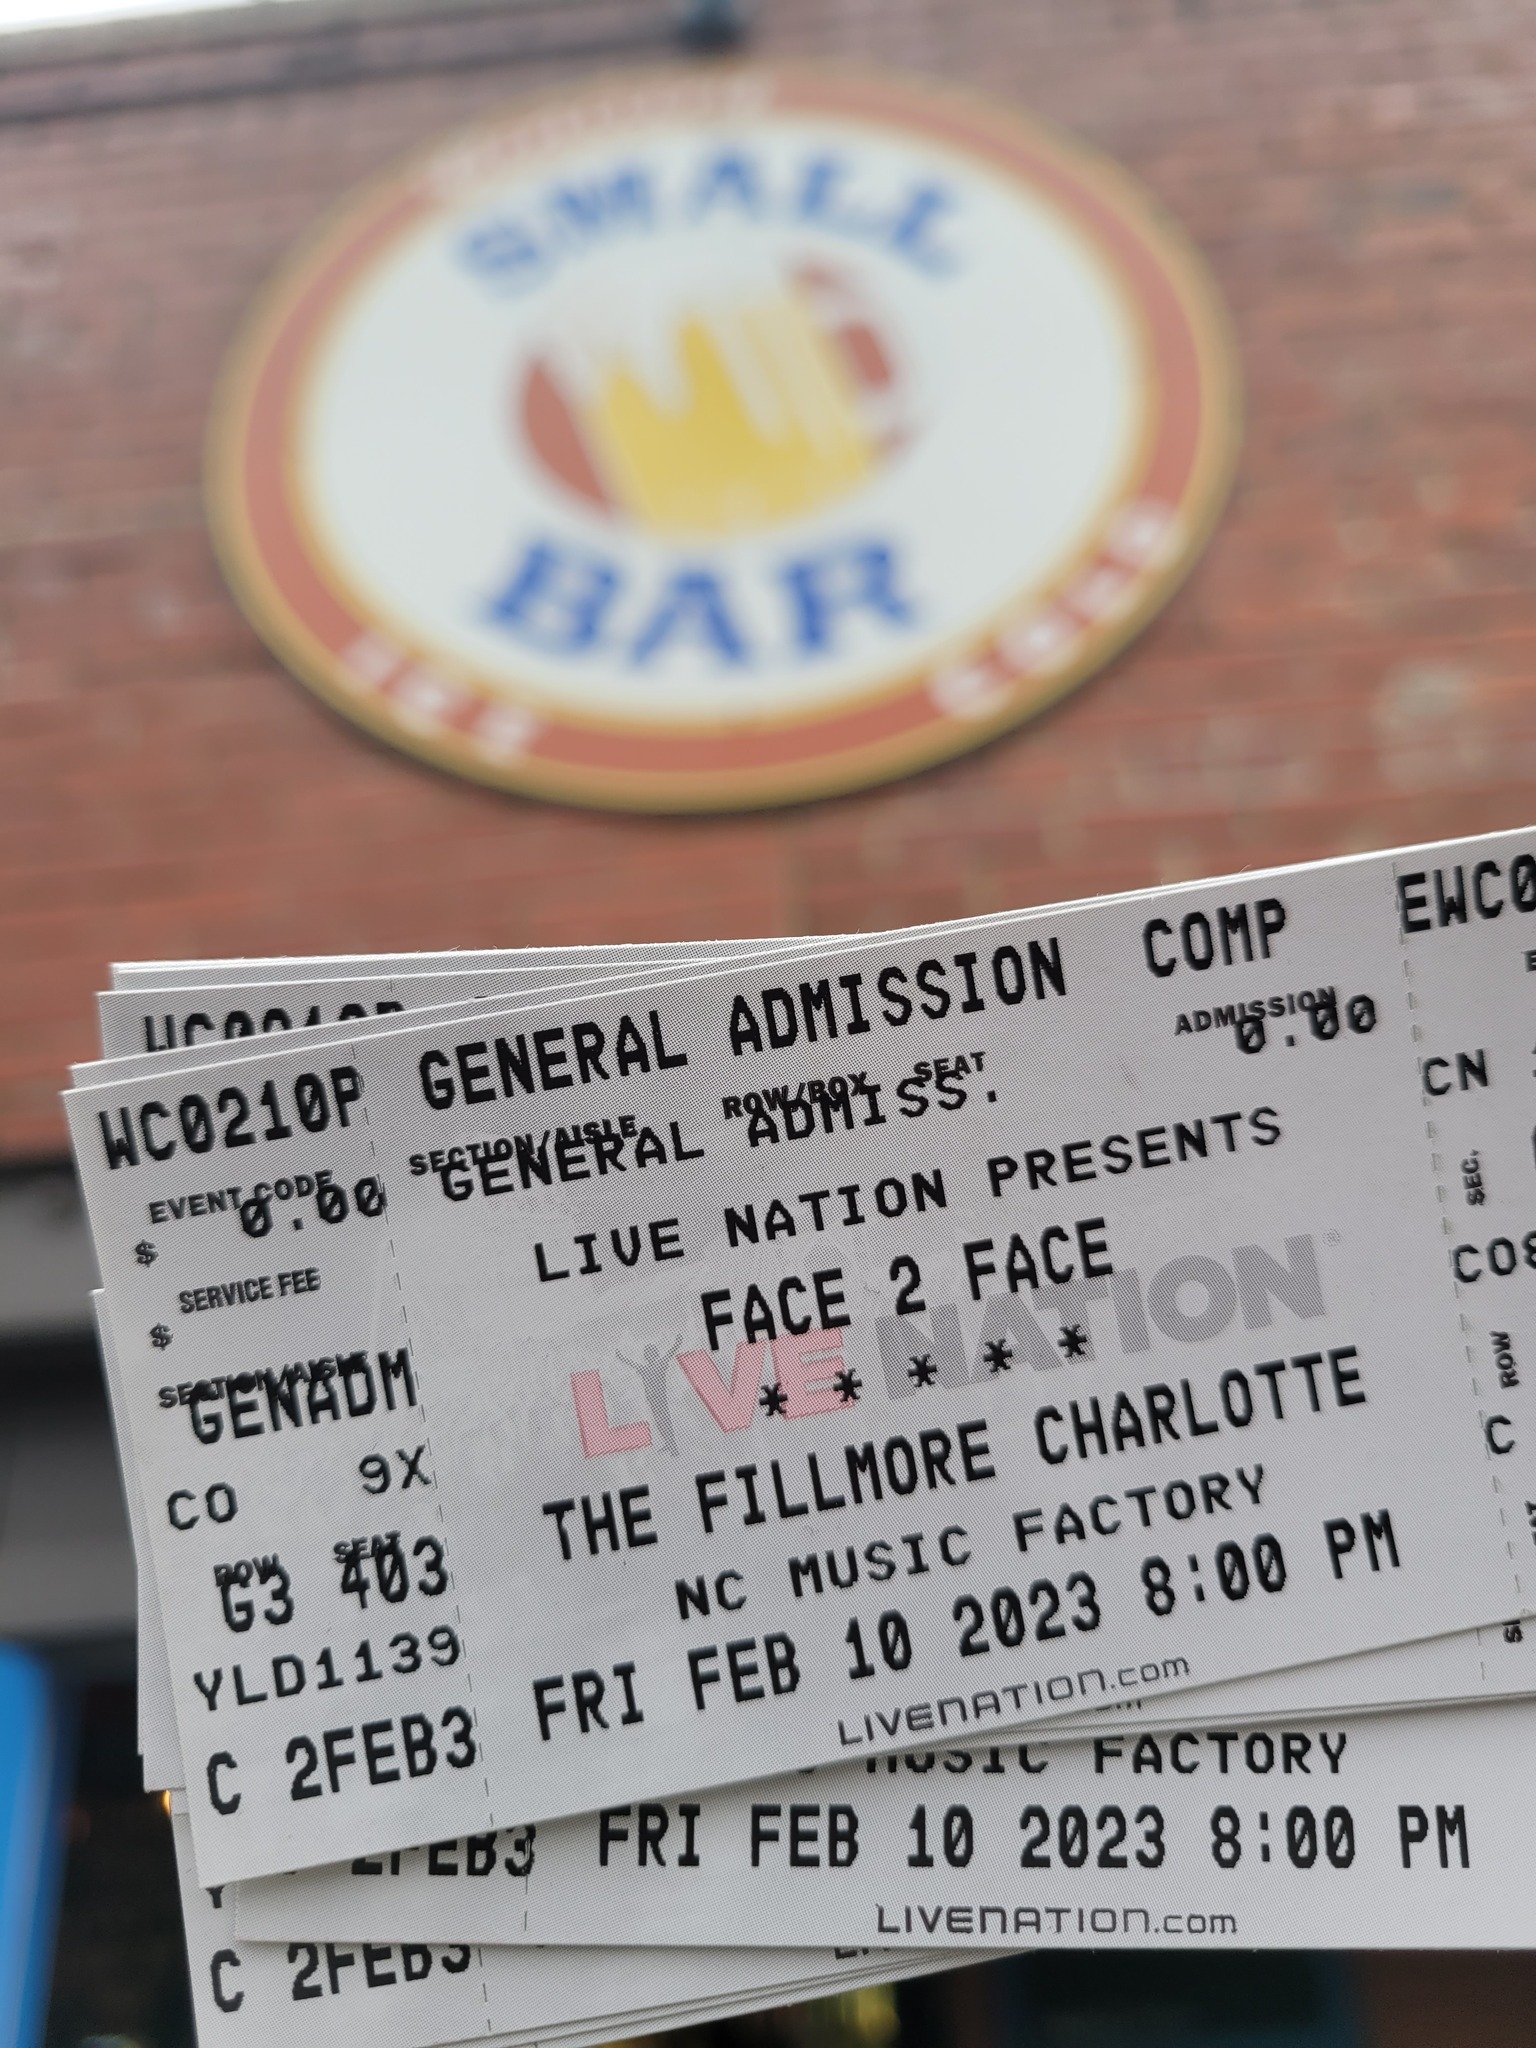 SMALL
BAR
WC0210P GENERAL ADMISSION COMP EWC0
EVENT CODE SECTION/AISLE ROW/BOX SEAT ADMISSION
$ 0.00 GENERAL ADMISS. 0.00
CN
SERVICE FEE LIVE NATION PRESENTS
SEC.
$
FACE 2 FACE
SECTION/AISLE
GENADM * * * * *
LIVE NATION
CO 9X THE FILLMORE CHARLOTTE
ROW
ROW SEAT
G3 403 NC MUSIC FACTORY
C
YLD1139
C 2FEB3 FRI FEB 10 2023 8:00 PM
LIVENATION.com
MUSIC FACTORY
2FEB3 FRI FEB 10 2023 8:00 PM
LIVENATION.com
Y
C 2FEB3